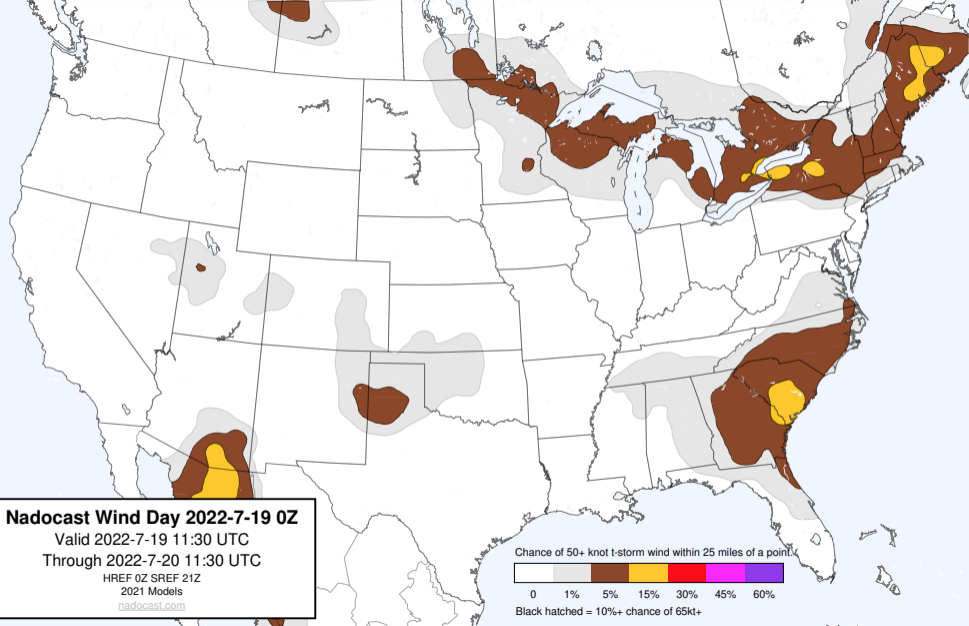 Nadocast Wind Day 2022-7-19 0Z
Valid 2022-7-19 11:30 UTC
Through 2022-7-20 11:30 UTC
HREF 0Z SREF 21Z
2021 Models
nadocast.com
Chance of 50+ knot t-storm wind within 25 miles of a point.
0 1% 5% 15% 30% 45% 60%
Black hatched = 10%+ chance of 65kt+